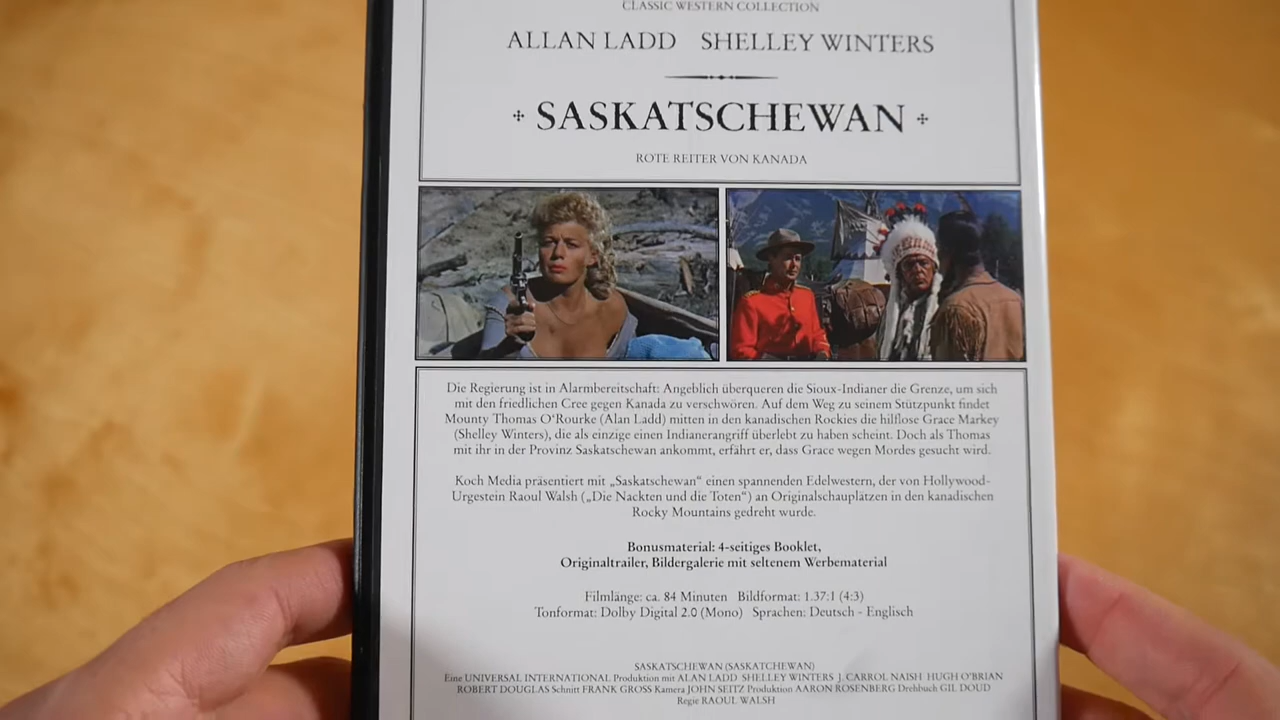 CLASSIC WESTERN COLLECTION
ALLAN LADD SHELLEY WINTERS
SASKATSCHEWAN
ROTE REITER VON KANADA
Die Regierung ist in Alarmbereitschaft: Angeblich überqueren die Sioux-Indianer die Grenze, um sich
mit den friedlichen Cree gegen Kanada zu verschwören. Auf dem Weg zu seinem Stützpunkt findet
Mounty Thomas O'Rourke (Alan Ladd) mitten in den kanadischen Rockies die hilflose Grace Markey
(Shelley Winters), die als einzige einen Indianerangriff überlebt zu haben scheint. Doch als Thomas
mit ihr in der Provinz Saskatschewan ankommt, erfährt er, dass Grace wegen Mordes gesucht wird.
Koch Media präsentiert mit „Saskatschewan“ einen spannenden Edelwestern, der von Hollywood-
Urgestein Raoul Walsh („Die Nackten und die Toten“) an Originalschauplätzen in den kanadischen
Rocky Mountains gedreht wurde.
Bonusmaterial: 4-seitiges Booklet,
Originaltrailer, Bildergalerie mit seltenem Werbematerial
Filmlänge: ca. 84 Minuten Bildformat: 1.37:1 (4:3)
Tonformat: Dolby Digital 2.0 (Mono) Sprachen: Deutsch - Englisch
SASKATSCHEWAN (SASKATCHEWAN)
Eine UNIVERSAL INTERNATIONAL Produktion mit ALAN LADD SHELLEY WINTERS J. CARROL NAISH HUGH O'BRIAN
ROBERT DOUGLAS Schnitt FRANK GROSS Kamera JOHN SEITZ Produktion AARON ROSENBERG Drehbuch GIL DOUD
Regie RAOUL WALSH